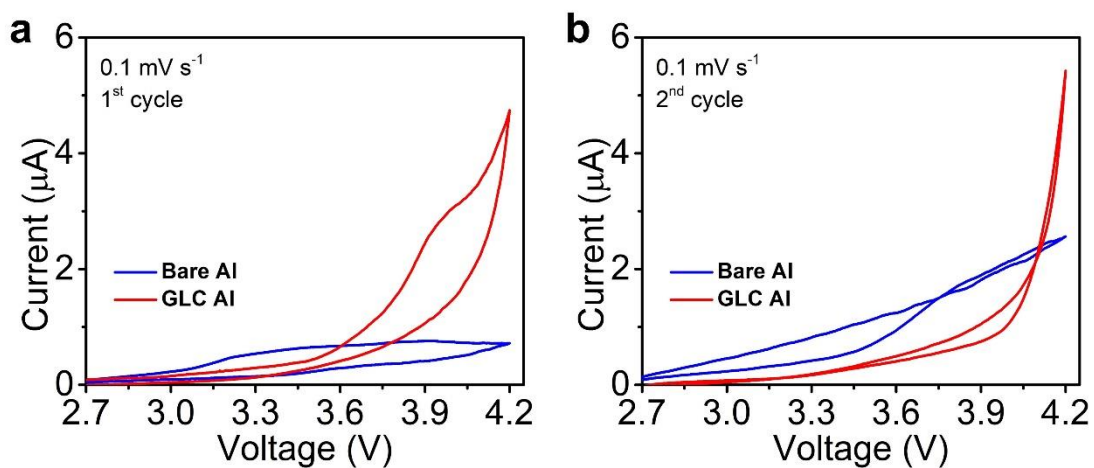 a
6
4
2
0
Current (μA)
0.1 mV s⁻¹
1ˢᵗ cycle
Bare Al
GLC Al
2.7 3.0 3.3 3.6 3.9 4.2
Voltage (V)
b
6
4
2
0
Current (μA)
0.1 mV s⁻¹
2ⁿᵈ cycle
Bare Al
GLC Al
2.7 3.0 3.3 3.6 3.9 4.2
Voltage (V)